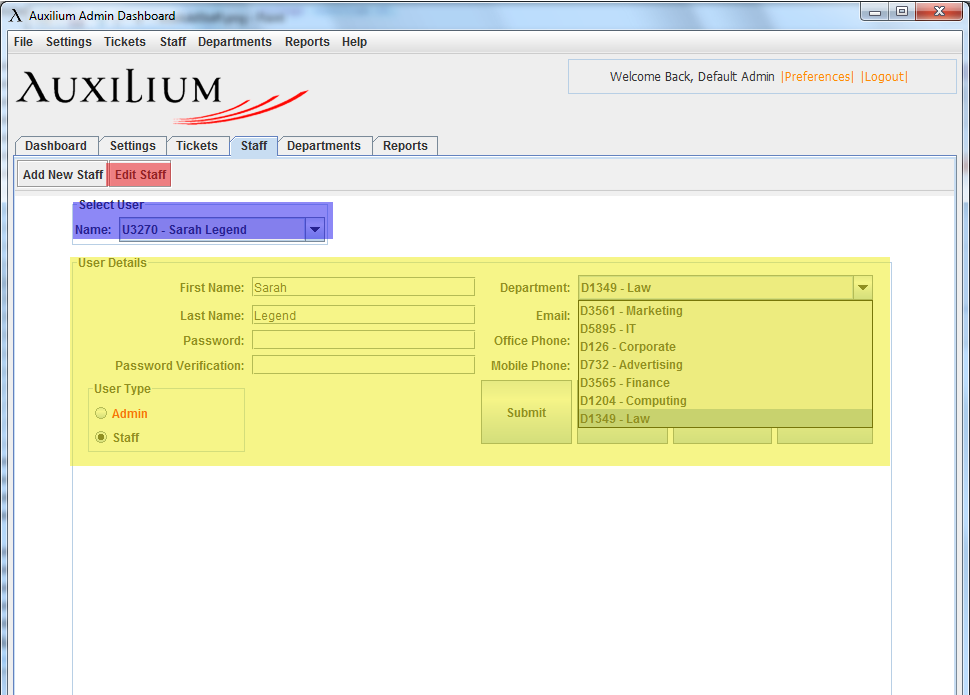 Auxilium Admin Dashboard
File Settings Tickets Staff Departments Reports Help
AUXILIUM
Welcome Back, Default Admin |Preferences| |Logout|
Dashboard Settings Tickets Staff Departments Reports
Add New Staff Edit Staff
Select User
Name: U3270 - Sarah Legend
User Details
First Name: Sarah
Last Name: Legend
Password:
Password Verification:
User Type
Admin
Staff
Department: D1349 - Law
Email:
Office Phone:
Mobile Phone:
D3561 - Marketing
D5895 - IT
D126 - Corporate
D732 - Advertising
D3565 - Finance
D1204 - Computing
D1349 - Law
Submit